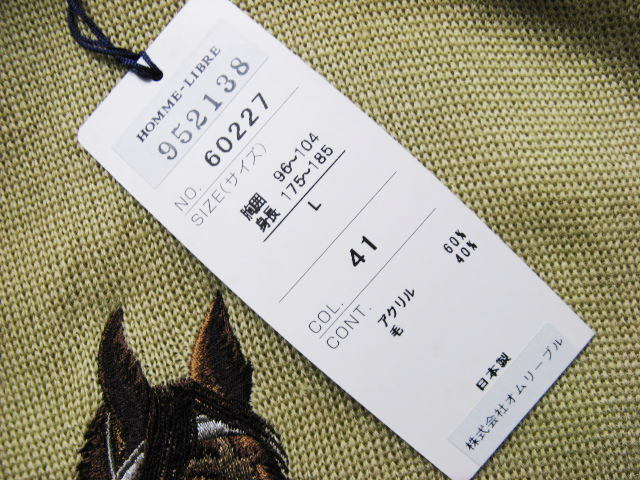 HOMME-LIBRE
952138
NO. 60227
SIZE(サイズ)
胸囲 96~104
身長 175~185
L
COL. 41
CONT. アクリル 60%
毛 40%
日本製
株式会社オムリーブル